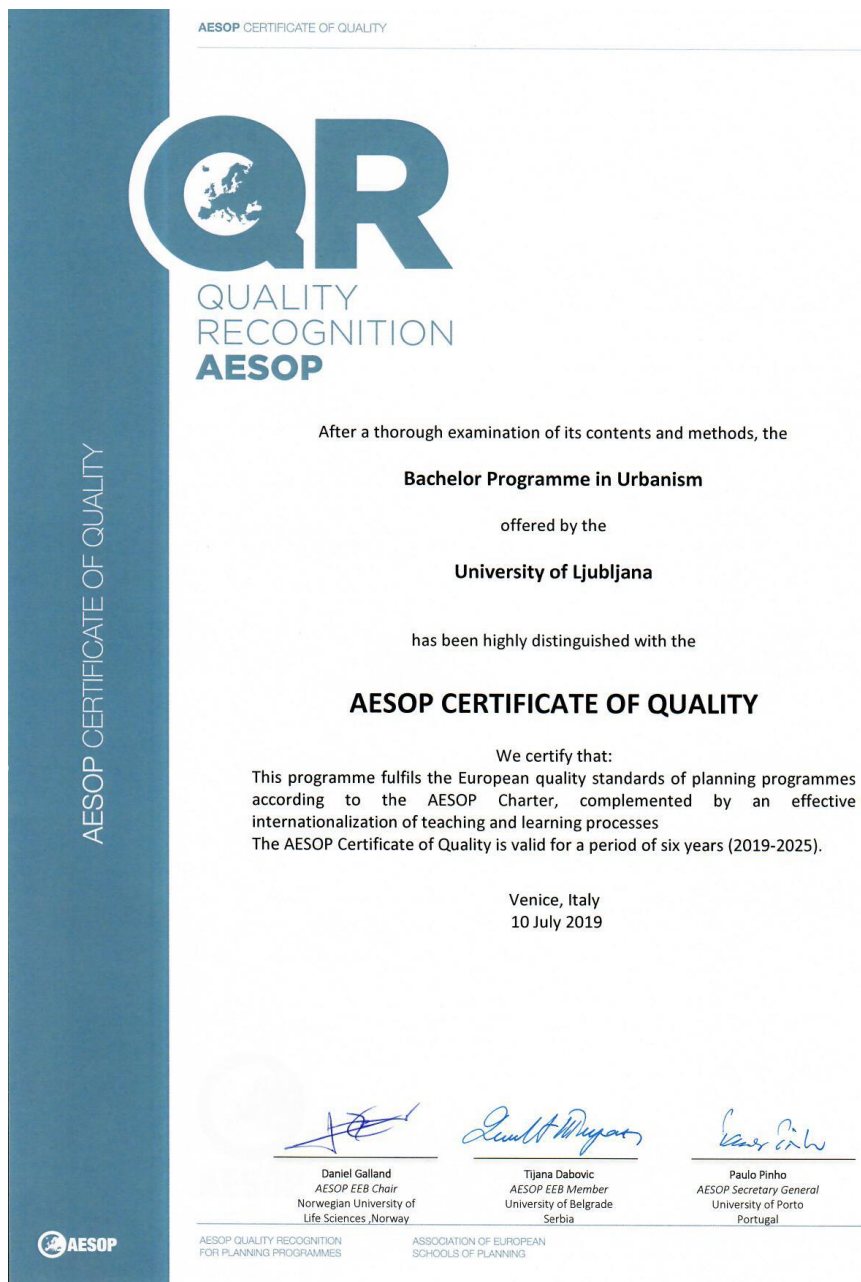 AESOP CERTIFICATE OF QUALITY
QR
QUALITY
RECOGNITION
AESOP
AESOP CERTIFICATE OF QUALITY
After a thorough examination of its contents and methods, the
Bachelor Programme in Urbanism
offered by the
University of Ljubljana
has been highly distinguished with the
AESOP CERTIFICATE OF QUALITY
We certify that:
This programme fulfils the European quality standards of planning programmes
according to the AESOP Charter, complemented by an effective
internationalization of teaching and learning processes
The AESOP Certificate of Quality is valid for a period of six years (2019-2025).
Venice, Italy
10 July 2019
Daniel Galland
AESOP EEB Chair
Norwegian University of
Life Sciences ,Norway
Tijana Dabovic
AESOP EEB Member
University of Belgrade
Serbia
Paulo Pinho
AESOP Secretary General
University of Porto
Portugal
AESOP
AESOP QUALITY RECOGNITION
FOR PLANNING PROGRAMMES
ASSOCIATION OF EUROPEAN
SCHOOLS OF PLANNING